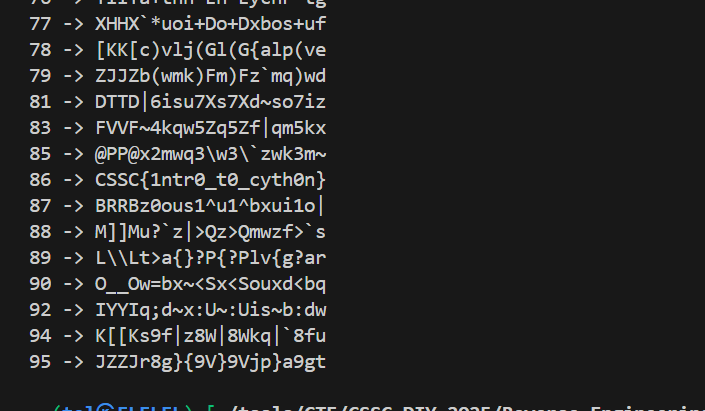 77 -> XHHX`*uoi+Do+Dxbos+uf
78 -> [KK[c)vlj(Gl(G{alp(ve
79 -> ZJJZb(wmk)Fm)Fz`mq)wd
81 -> DTTD|6isu7Xs7Xd~so7iz
83 -> FVVF~4kqw5Zq5Zf|qm5kx
85 -> @PP@x2mwq3\w3\`zwk3m~
86 -> CSSC{1ntr0_t0_cyth0n}
87 -> BRRBz0ous1^u1^bxui1o|
88 -> M]]Mu?`z|>Qz>Qmwzf>`s
89 -> L\\Lt>a{}?P{?Plv{g?ar
90 -> O__Ow=bx~<Sx<Souxd<bq
92 -> IYYIq;d~x:U~:Uis~b:dw
94 -> K[[Ks9f|z8W|8Wkq|`8fu
95 -> JZZJr8g}{9V}9Vjp}a9gt